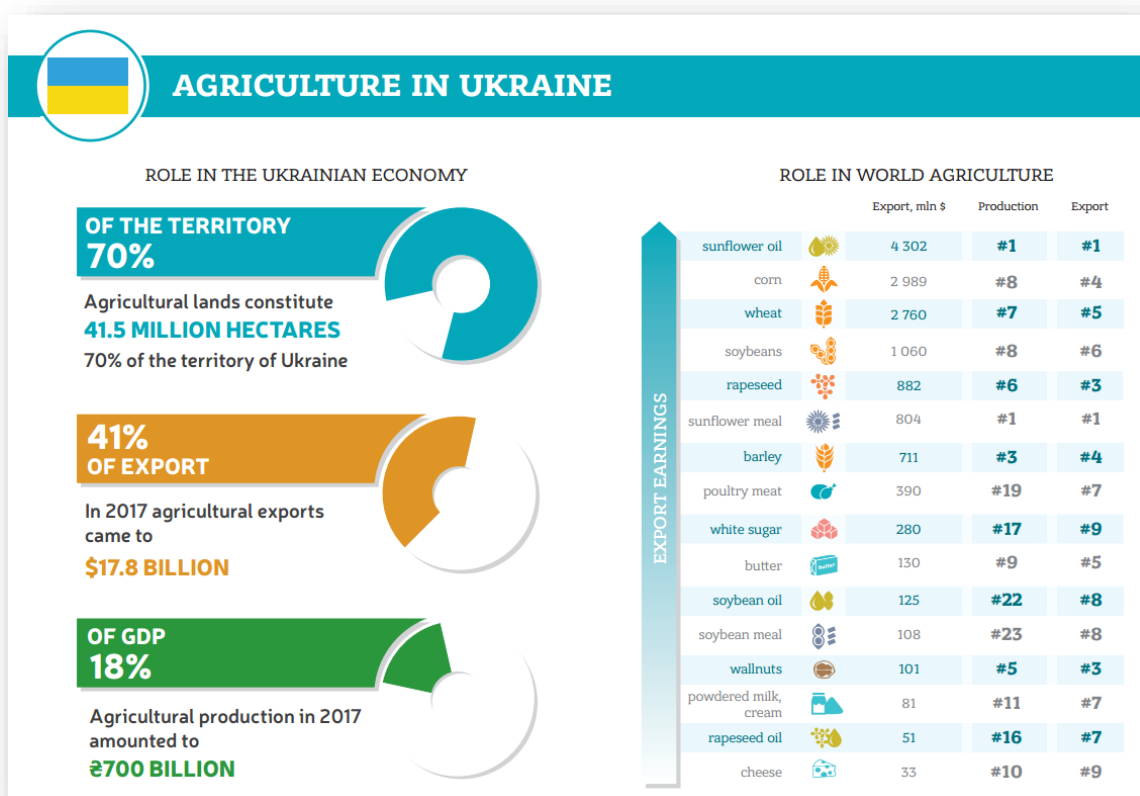 AGRICULTURE IN UKRAINE
ROLE IN THE UKRAINIAN ECONOMY
OF THE TERRITORY
70%
Agricultural lands constitute
41.5 MILLION HECTARES
70% of the territory of Ukraine
41%
OF EXPORT
In 2017 agricultural exports
came to
$17.8 BILLION
OF GDP
18%
Agricultural production in 2017
amounted to
₴700 BILLION
ROLE IN WORLD AGRICULTURE
Export, mln $ Production Export
EXPORT EARNINGS
sunflower oil 4 302 #1 #1
corn 2 989 #8 #4
wheat 2 760 #7 #5
soybeans 1 060 #8 #6
rapeseed 882 #6 #3
sunflower meal 804 #1 #1
barley 711 #3 #4
poultry meat 390 #19 #7
white sugar 280 #17 #9
butter butter 130 #9 #5
soybean oil 125 #22 #8
soybean meal 108 #23 #8
wallnuts 101 #5 #3
powdered milk,
cream 81 #11 #7
rapeseed oil 51 #16 #7
cheese 33 #10 #9